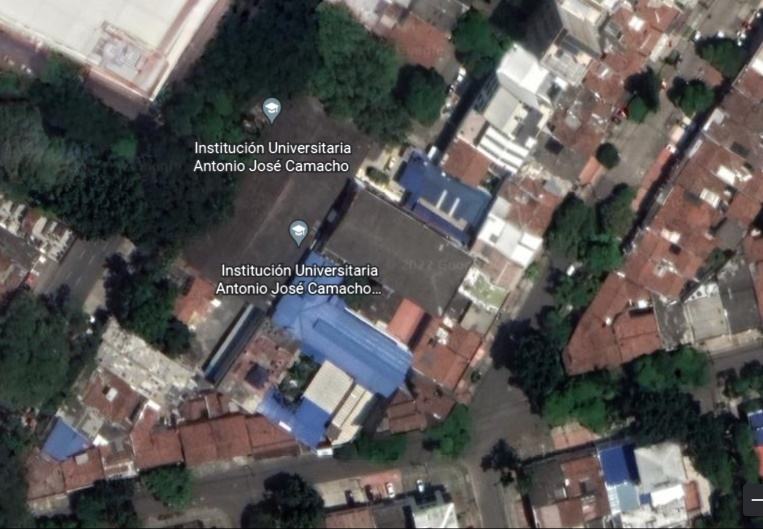 Institución Universitaria
Antonio José Camacho
Institución Universitaria
Antonio José Camacho...